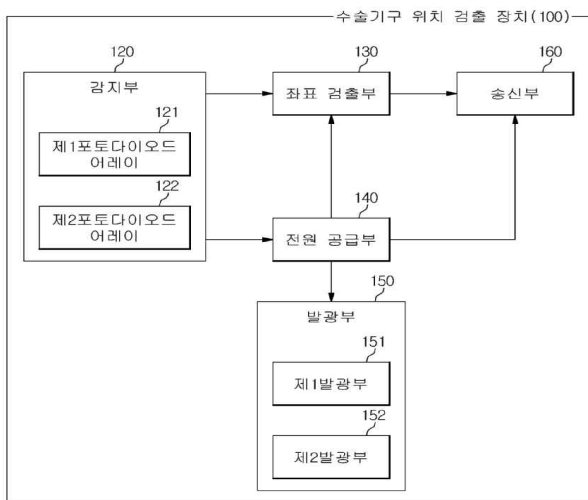 수술기구 위치 검출 장치(100)
120
130
160
감지부
좌표 검출부
송신부
121
제1포토다이오드
어레이
122
140
제2포토다이오드
어레이
전원 공급부
150
발광부
151
제1발광부
152
제2발광부